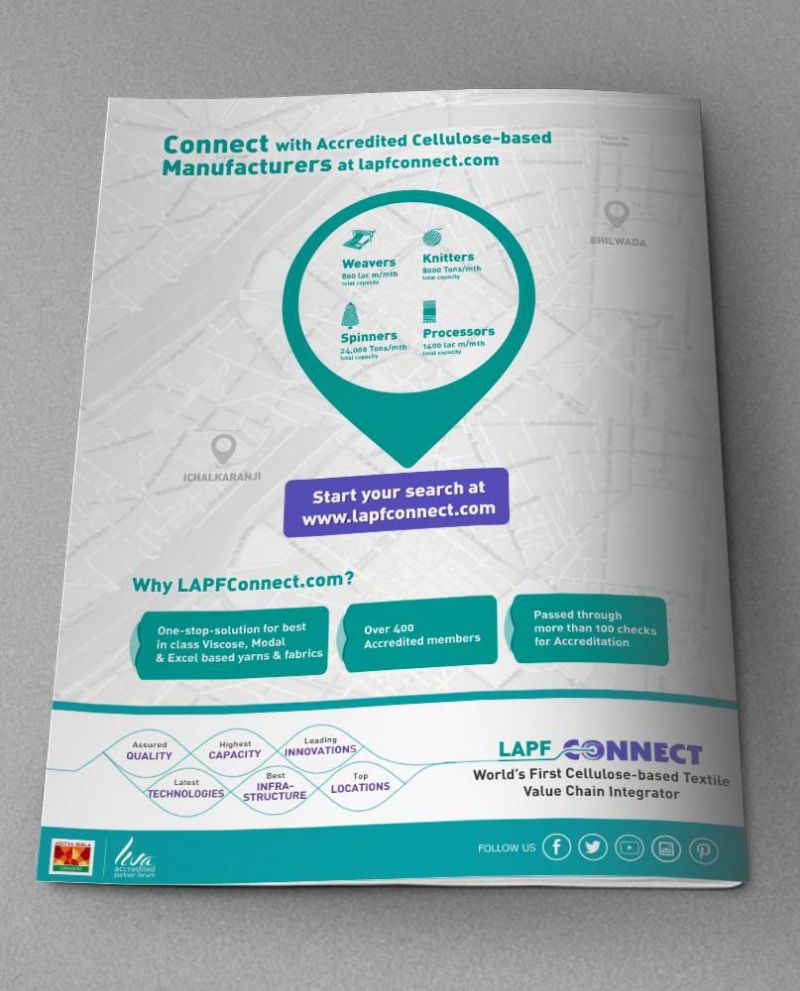 Connect with Accredited Cellulose-based
Manufacturers at lapfconnect.com
BHILWADA
Weavers
800 lac m/mth
total capacity
Knitters
8000 Tons/mth
total capacity
Spinners
24,000 Tons/mth
total capacity
Processors
1400 lac m/mth
total capacity
ICHALKARANJI
Start your search at
www.lapfconnect.com
Why LAPFConnect.com?
One-stop-solution for best
in class Viscose, Modal
& Excel based yarns & fabrics
Over 400
Accredited members
Passed through
more than 100 checks
for Accreditation
Assured
QUALITY
Highest
CAPACITY
Leading
INNOVATIONS
Latest
TECHNOLOGIES
Best
INFRA-
STRUCTURE
Top
LOCATIONS
LAPF CONNECT
World's First Cellulose-based Textile
Value Chain Integrator
ADITYA BIRLA
liva
accredited
partner forum
FOLLOW US